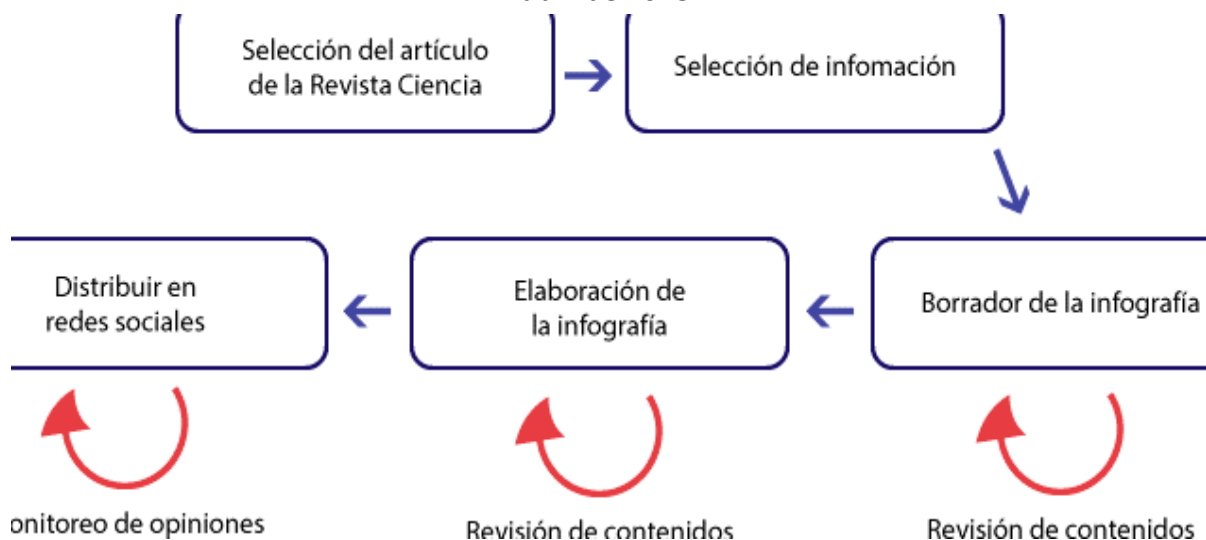 Selección del artículo
de la Revista Ciencia
Selección de infomación
Distribuir en
redes sociales
Elaboración de
la infografía
Borrador de la infografía
onitoreo de opiniones
Revisión de contenidos
Revisión de contenidos